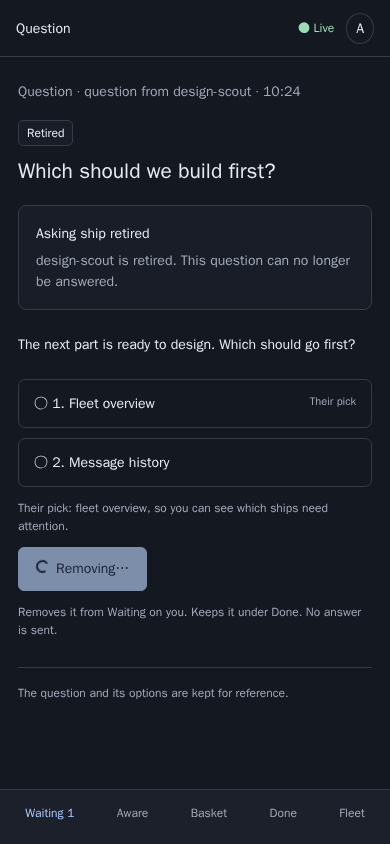 Question
Live
A
Question · question from design-scout · 10:24
Retired
Which should we build first?
Asking ship retired
design-scout is retired. This question can no longer
be answered.
The next part is ready to design. Which should go first?
1. Fleet overview
Their pick
2. Message history
Their pick: fleet overview, so you can see which ships need
attention.
Removing···
Removes it from Waiting on you. Keeps it under Done. No answer
is sent.
The question and its options are kept for reference.
Waiting 1
Aware
Basket
Done
Fleet